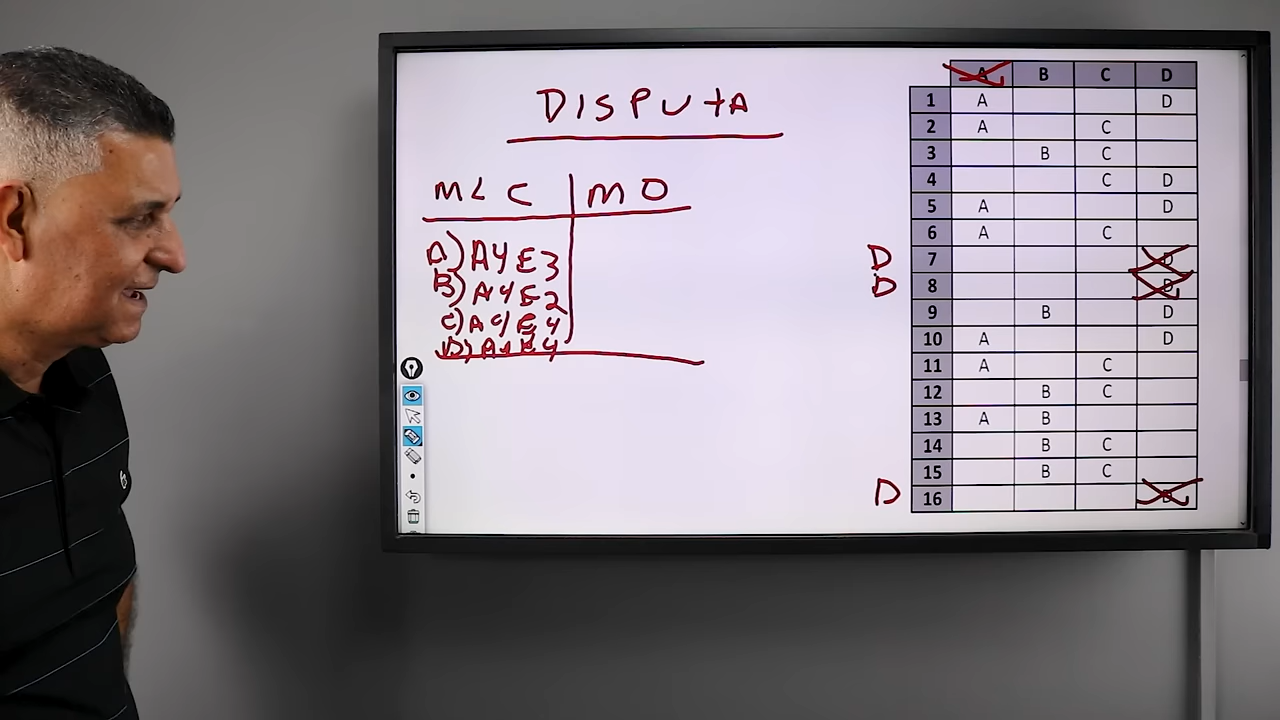 DISPUTA
M<C | MO
A) A4E3
B) A4E2
C) A4E4
D) A4E4
A B C D
1 A D
2 A C
3 B C
4 C D
5 A D
6 A C
D 7 D
D 8 D
9 B D
10 A D
11 A C
12 B C
13 A B
14 B C
15 B C
D 16 D